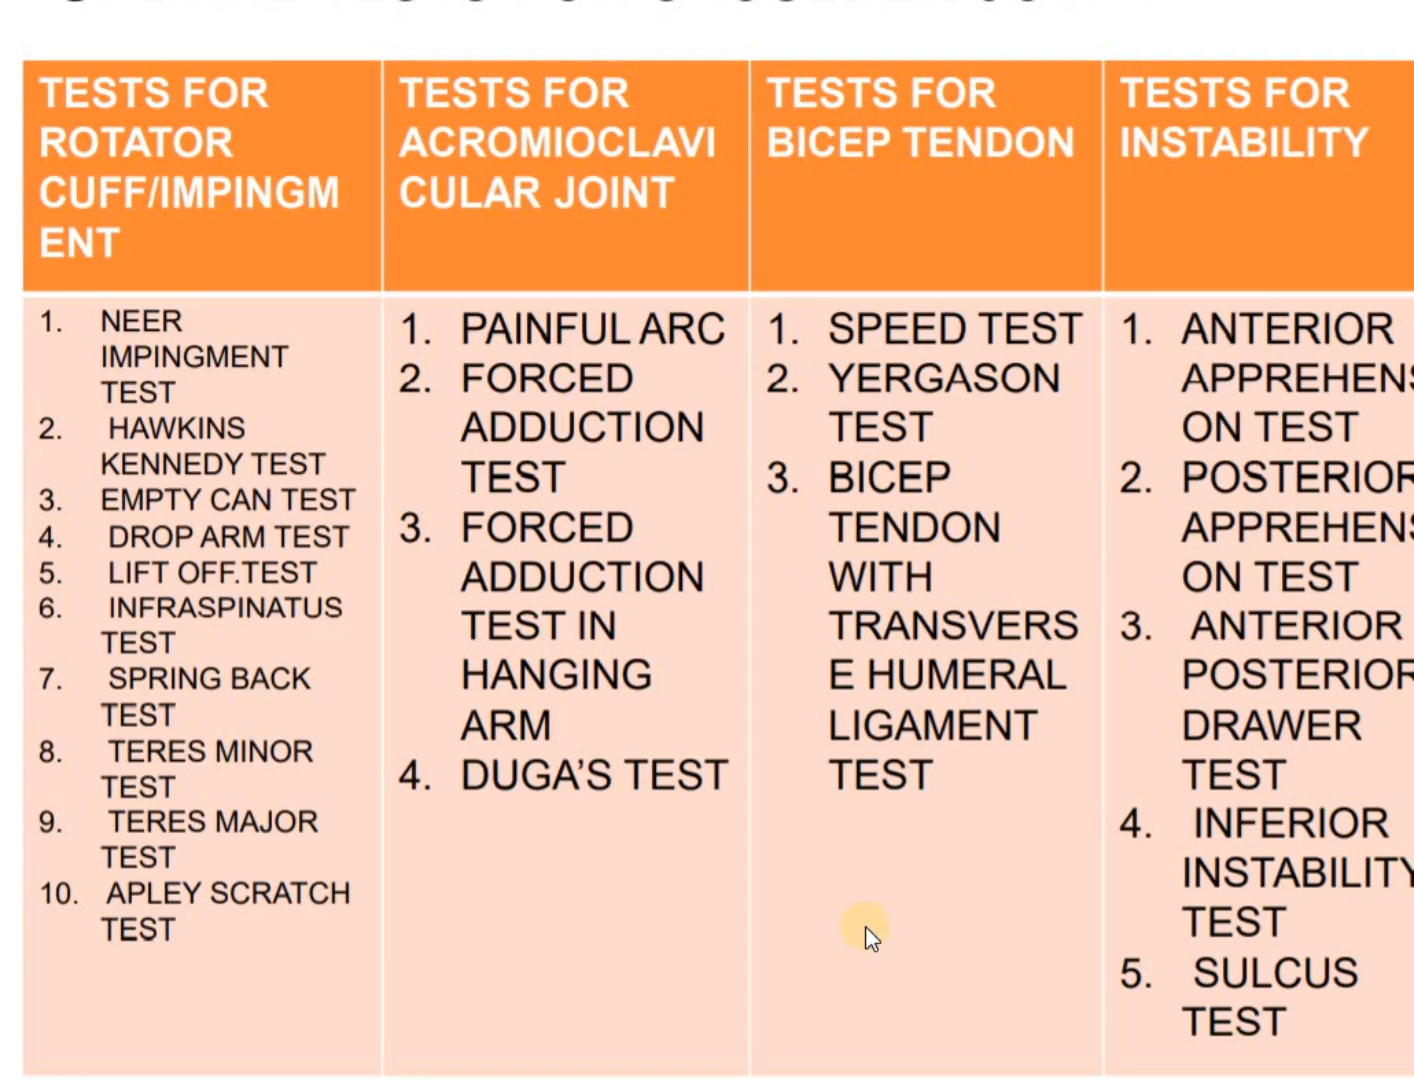 TESTS FOR
ROTATOR
CUFF/IMPINGM
ENT
TESTS FOR
ACROMIOCLAVI
CULAR JOINT
TESTS FOR
BICEP TENDON
TESTS FOR
INSTABILITY
1. NEER
IMPINGMENT
TEST
2. HAWKINS
KENNEDY TEST
3. EMPTY CAN TEST
4. DROP ARM TEST
5. LIFT OFF.TEST
6. INFRASPINATUS
TEST
7. SPRING BACK
TEST
8. TERES MINOR
TEST
9. TERES MAJOR
TEST
10. APLEY SCRATCH
TEST
1. PAINFUL ARC
2. FORCED
ADDUCTION
TEST
3. FORCED
ADDUCTION
TEST IN
HANGING
ARM
4. DUGA'S TEST
1. SPEED TEST
2. YERGASON
TEST
3. BICEP
TENDON
WITH
TRANSVERS
E HUMERAL
LIGAMENT
TEST
1. ANTERIOR
APPREHENS
ON TEST
2. POSTERIOR
APPREHENS
ON TEST
3. ANTERIOR
POSTERIOR
DRAWER
TEST
4. INFERIOR
INSTABILITY
TEST
5. SULCUS
TEST